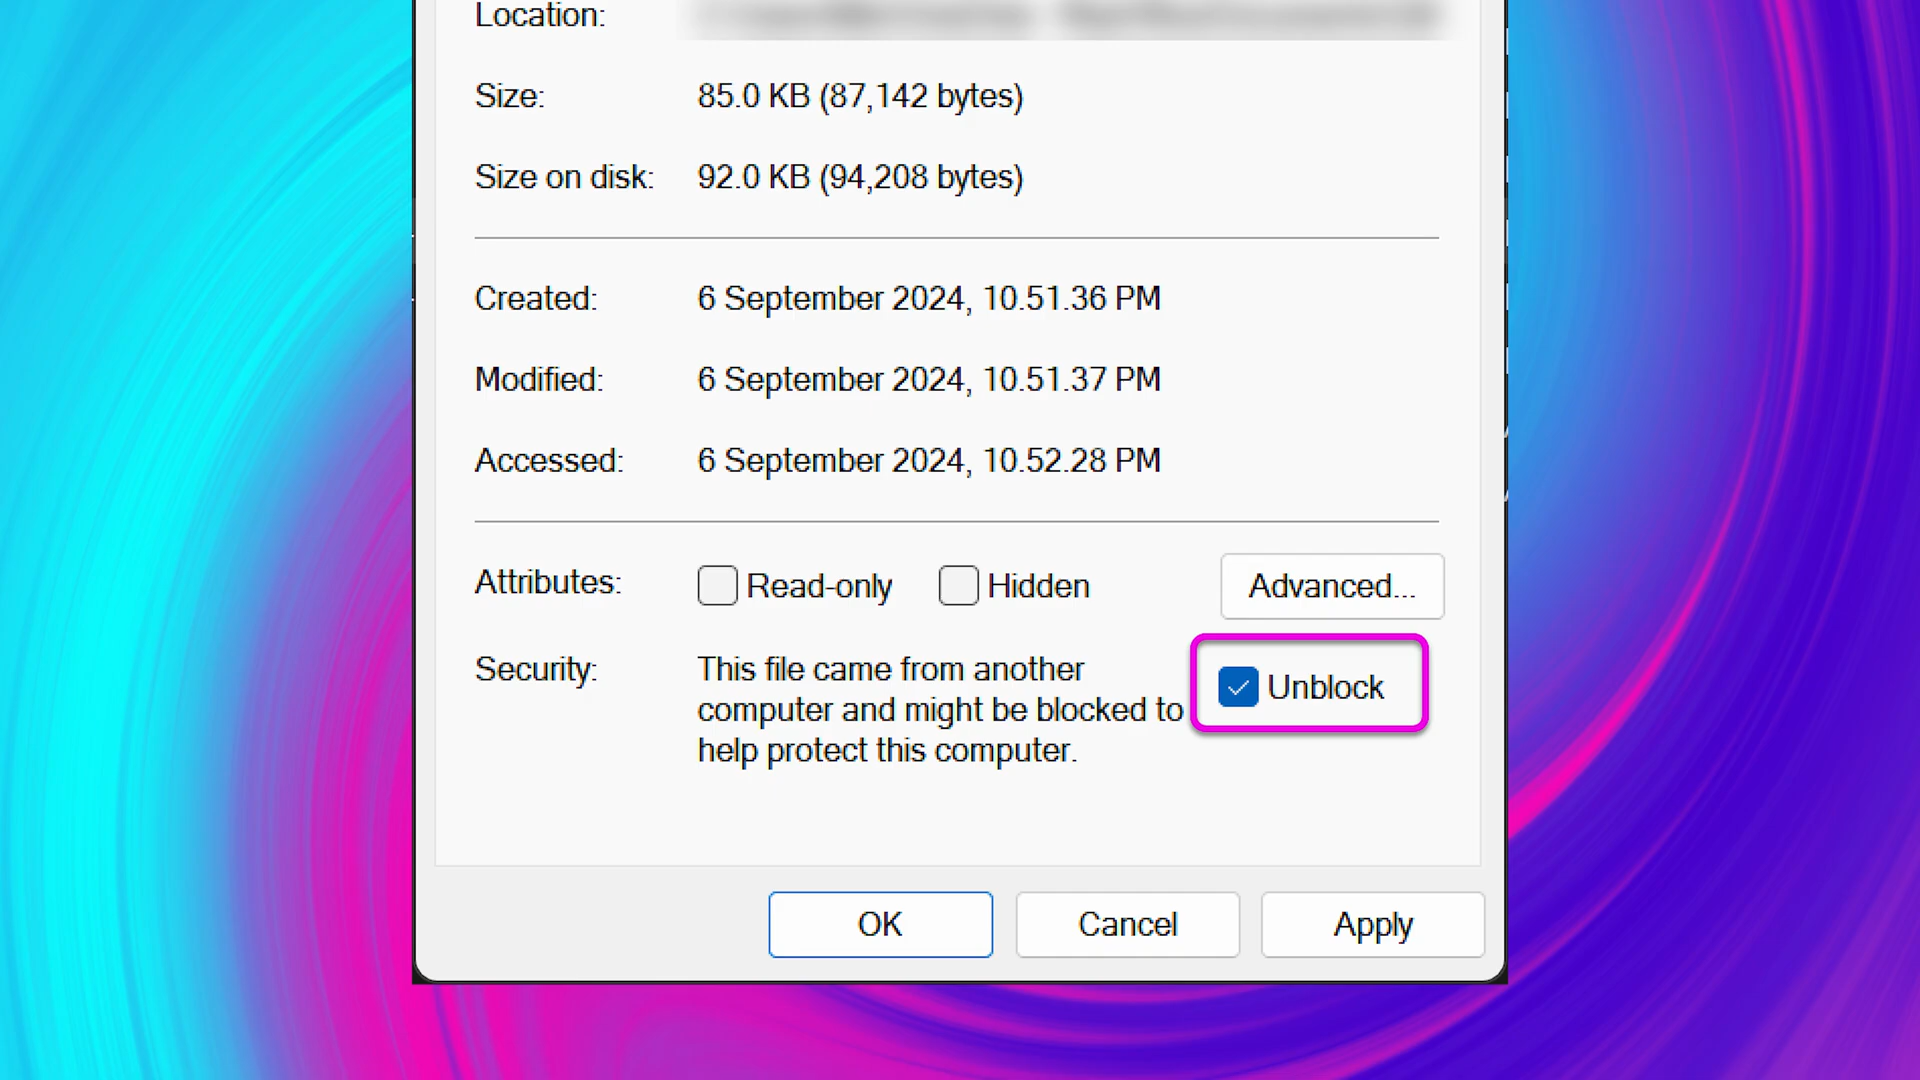 Location:
Size: 85.0 KB (87,142 bytes)
Size on disk: 92.0 KB (94,208 bytes)
Created: 6 September 2024, 10.51.36 PM
Modified: 6 September 2024, 10.51.37 PM
Accessed: 6 September 2024, 10.52.28 PM
Attributes: Read-only Hidden Advanced...
Security: This file came from another
computer and might be blocked to
help protect this computer.
Unblock
OK Cancel Apply